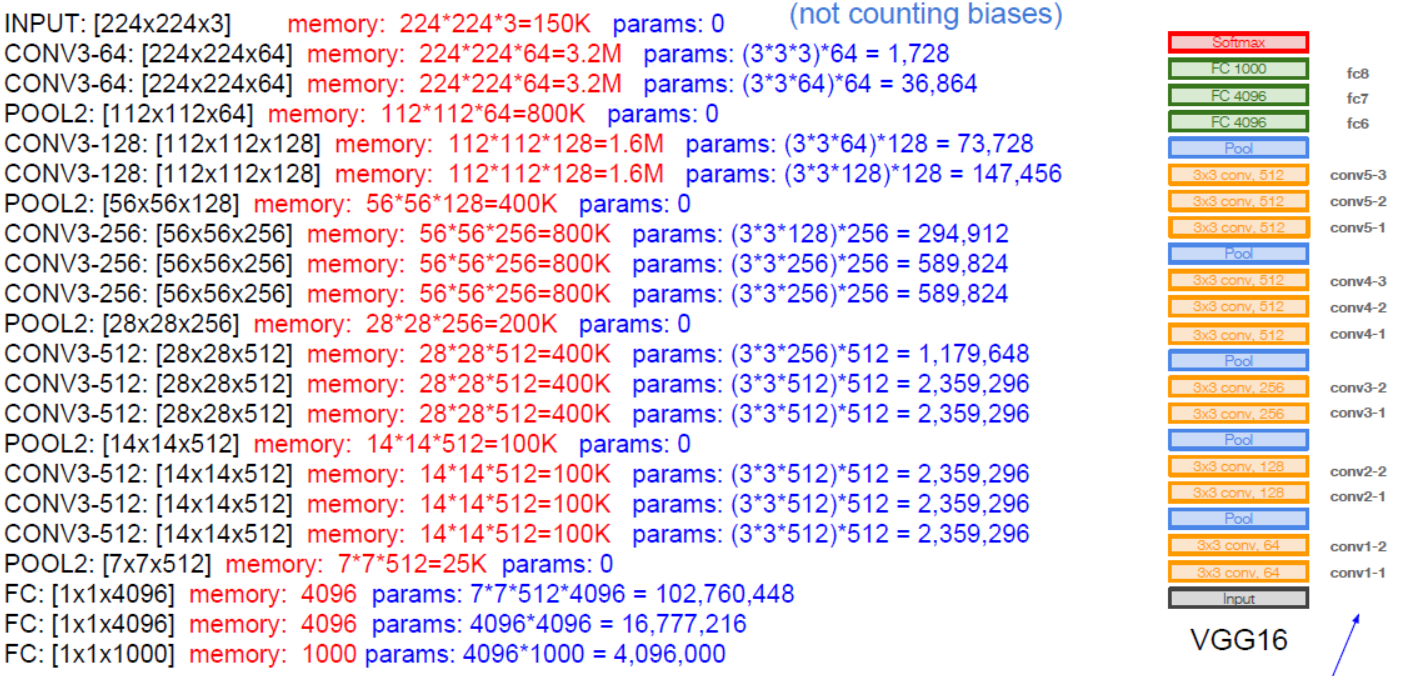 (not counting biases)
INPUT: [224x224x3] memory: 224*224*3=150K params: 0
CONV3-64: [224x224x64] memory: 224*224*64=3.2M params: (3*3*3)*64 = 1,728
CONV3-64: [224x224x64] memory: 224*224*64=3.2M params: (3*3*64)*64 = 36,864
POOL2: [112x112x64] memory: 112*112*64=800K params: 0
CONV3-128: [112x112x128] memory: 112*112*128=1.6M params: (3*3*64)*128 = 73,728
CONV3-128: [112x112x128] memory: 112*112*128=1.6M params: (3*3*128)*128 = 147,456
POOL2: [56x56x128] memory: 56*56*128=400K params: 0
CONV3-256: [56x56x256] memory: 56*56*256=800K params: (3*3*128)*256 = 294,912
CONV3-256: [56x56x256] memory: 56*56*256=800K params: (3*3*256)*256 = 589,824
CONV3-256: [56x56x256] memory: 56*56*256=800K params: (3*3*256)*256 = 589,824
POOL2: [28x28x256] memory: 28*28*256=200K params: 0
CONV3-512: [28x28x512] memory: 28*28*512=400K params: (3*3*256)*512 = 1,179,648
CONV3-512: [28x28x512] memory: 28*28*512=400K params: (3*3*512)*512 = 2,359,296
CONV3-512: [28x28x512] memory: 28*28*512=400K params: (3*3*512)*512 = 2,359,296
POOL2: [14x14x512] memory: 14*14*512=100K params: 0
CONV3-512: [14x14x512] memory: 14*14*512=100K params: (3*3*512)*512 = 2,359,296
CONV3-512: [14x14x512] memory: 14*14*512=100K params: (3*3*512)*512 = 2,359,296
CONV3-512: [14x14x512] memory: 14*14*512=100K params: (3*3*512)*512 = 2,359,296
POOL2: [7x7x512] memory: 7*7*512=25K params: 0
FC: [1x1x4096] memory: 4096 params: 7*7*512*4096 = 102,760,448
FC: [1x1x4096] memory: 4096 params: 4096*4096 = 16,777,216
FC: [1x1x1000] memory: 1000 params: 4096*1000 = 4,096,000
Softmax
FC 1000 fc8
FC 4096 fc7
FC 4096 fc6
Pool
3x3 conv, 512 conv5-3
3x3 conv, 512 conv5-2
3x3 conv, 512 conv5-1
Pool
3x3 conv, 512 conv4-3
3x3 conv, 512 conv4-2
3x3 conv, 512 conv4-1
Pool
3x3 conv, 256 conv3-2
3x3 conv, 256 conv3-1
Pool
3x3 conv, 128 conv2-2
3x3 conv, 128 conv2-1
Pool
3x3 conv, 64 conv1-2
3x3 conv, 64 conv1-1
Input
VGG16